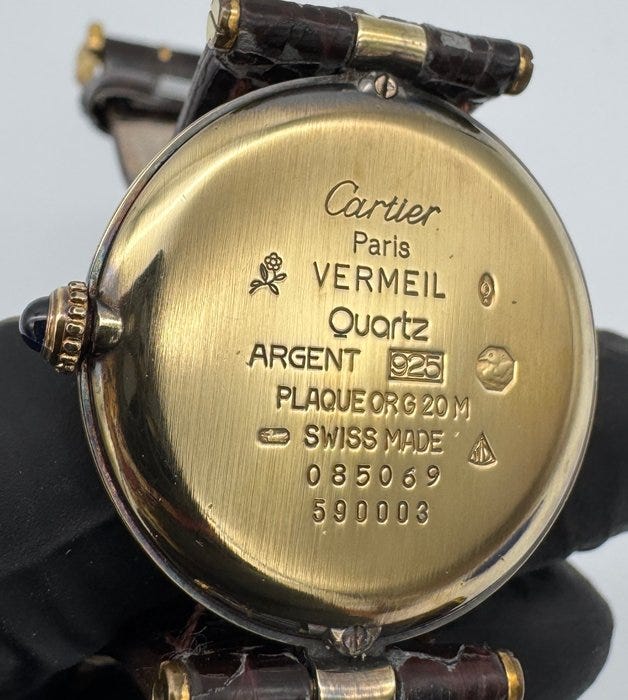 Cartier
Paris
VERMEIL
Quartz
ARGENT 925
PLAQUE OR G 20 M
SWISS MADE
085069
590003